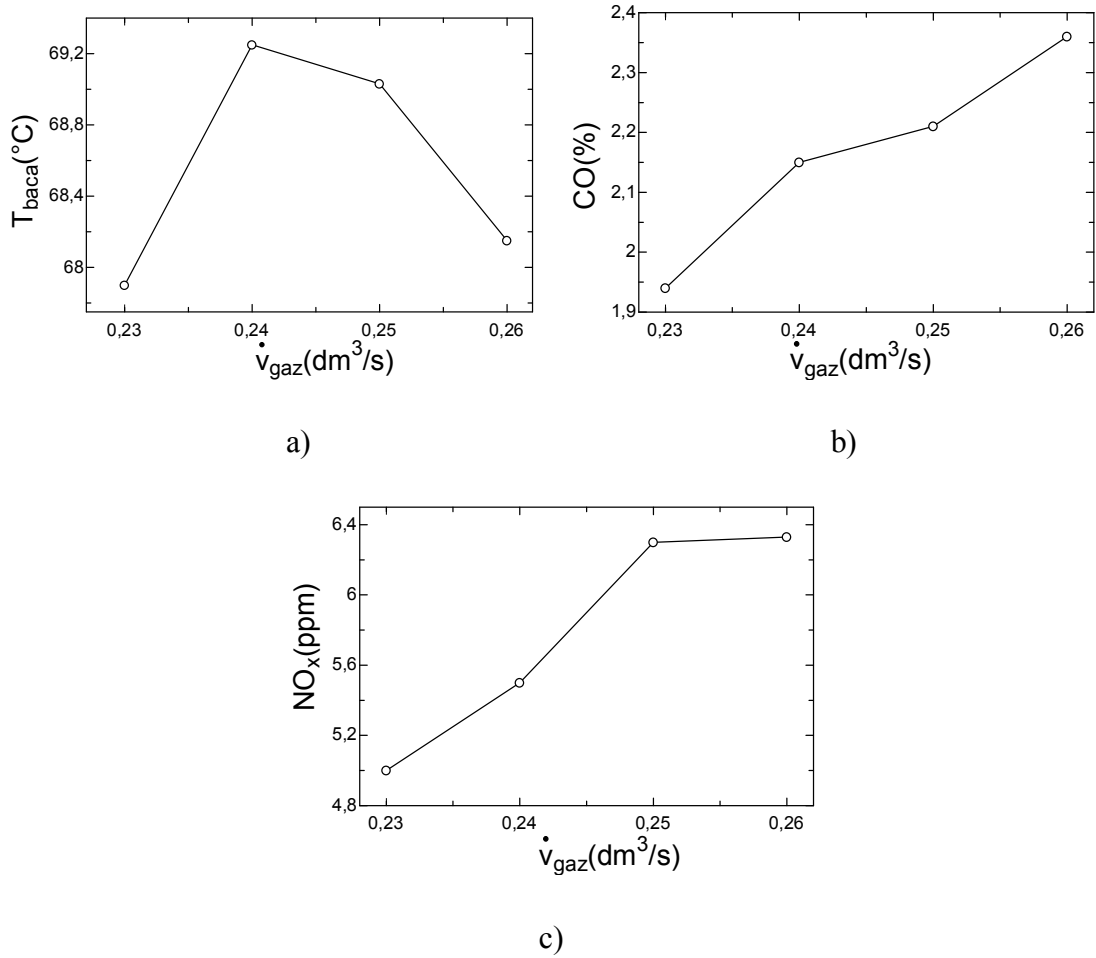 69,2
68,8
68,4
68
T_baca(°C)
0,23 0,24 0,25 0,26
v̇_gaz(dm³/s)
a)
2,4
2,3
2,2
2,1
2
1,9
CO(%)
0,23 0,24 0,25 0,26
v̇_gaz(dm³/s)
b)
6,4
6
5,6
5,2
4,8
NOₓ(ppm)
0,23 0,24 0,25 0,26
v̇_gaz(dm³/s)
c)